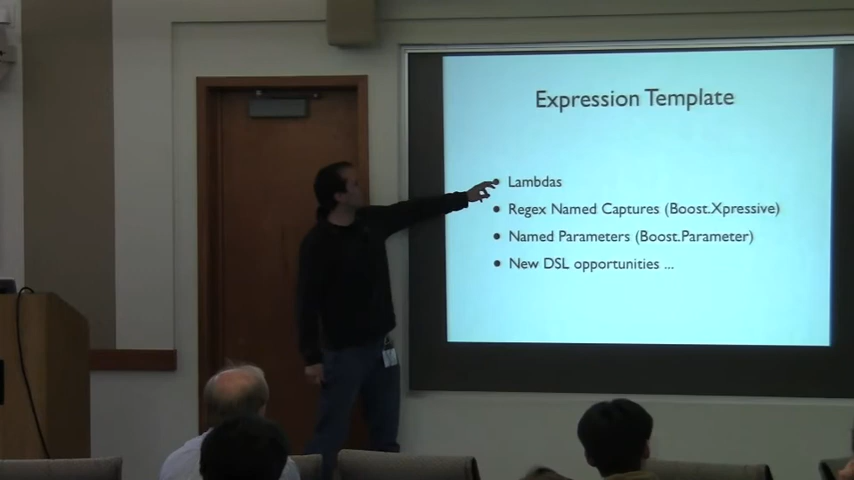 Expression Template
• Lambdas
• Regex Named Captures (Boost.Xpressive)
• Named Parameters (Boost.Parameter)
• New DSL opportunities ...